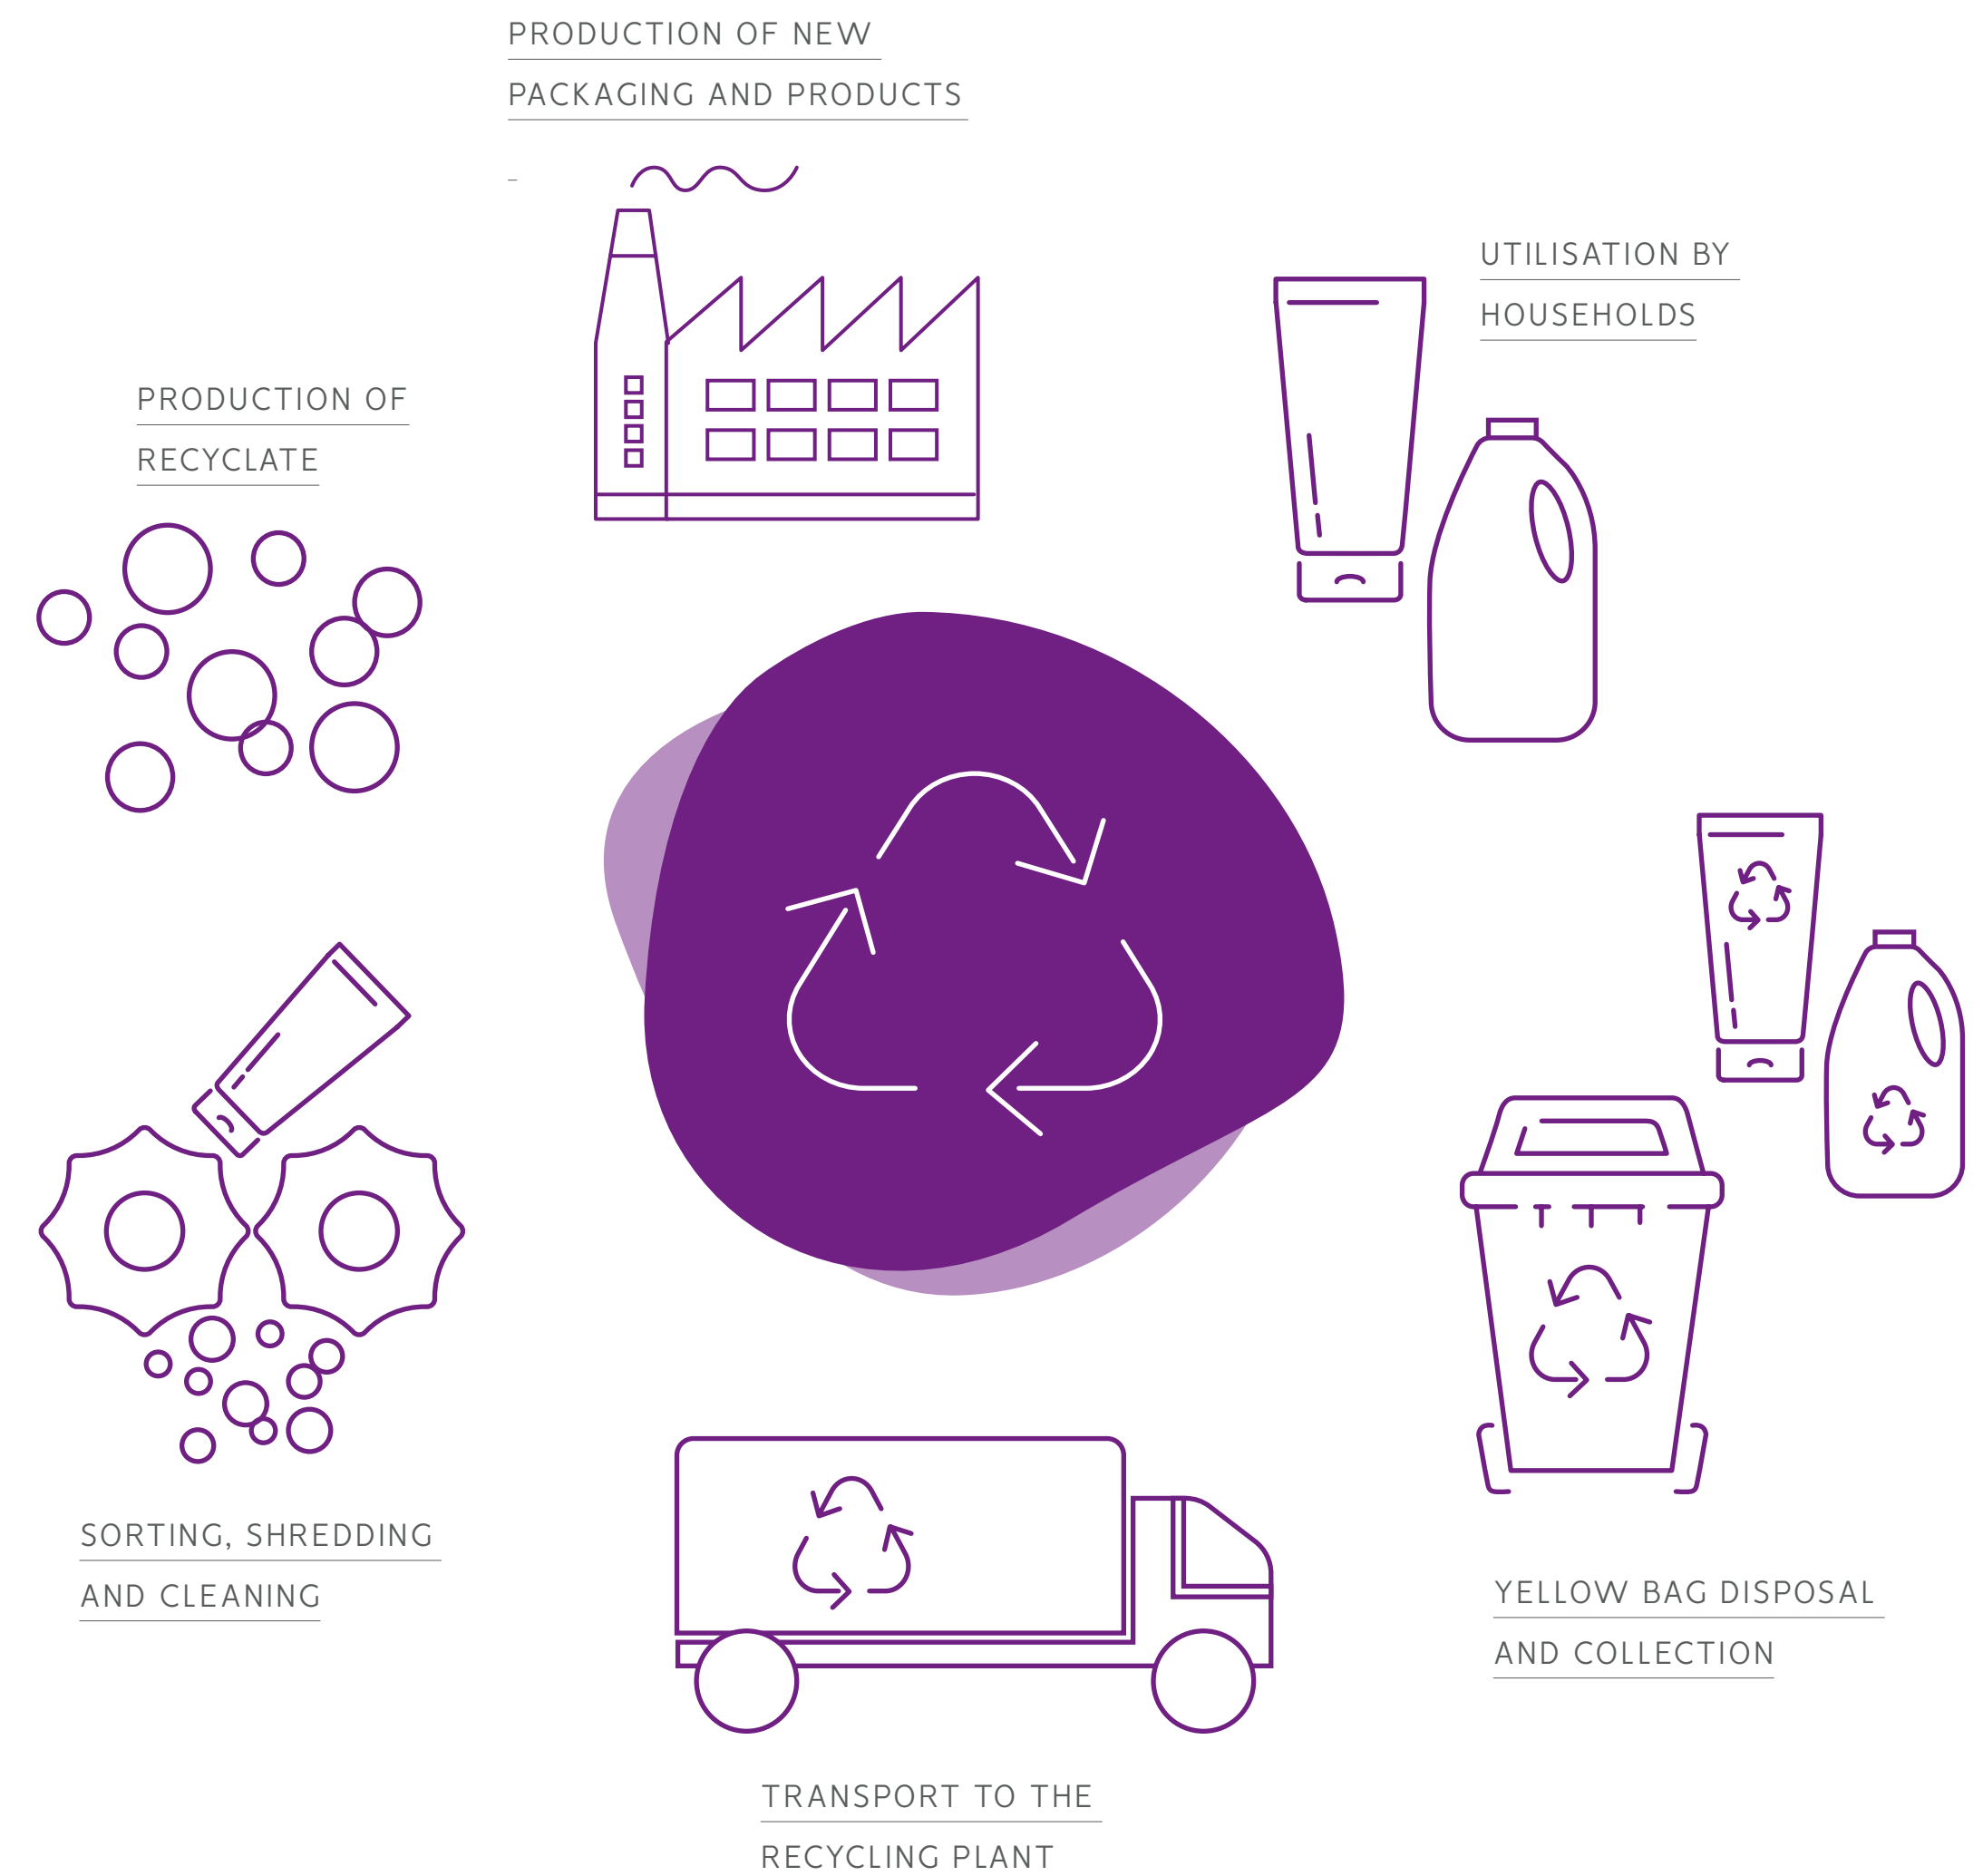 PRODUCTION OF NEW
PACKAGING AND PRODUCTS
UTILISATION BY
HOUSEHOLDS
PRODUCTION OF
RECYCLATE
SORTING, SHREDDING
AND CLEANING
YELLOW BAG DISPOSAL
AND COLLECTION
TRANSPORT TO THE
RECYCLING PLANT